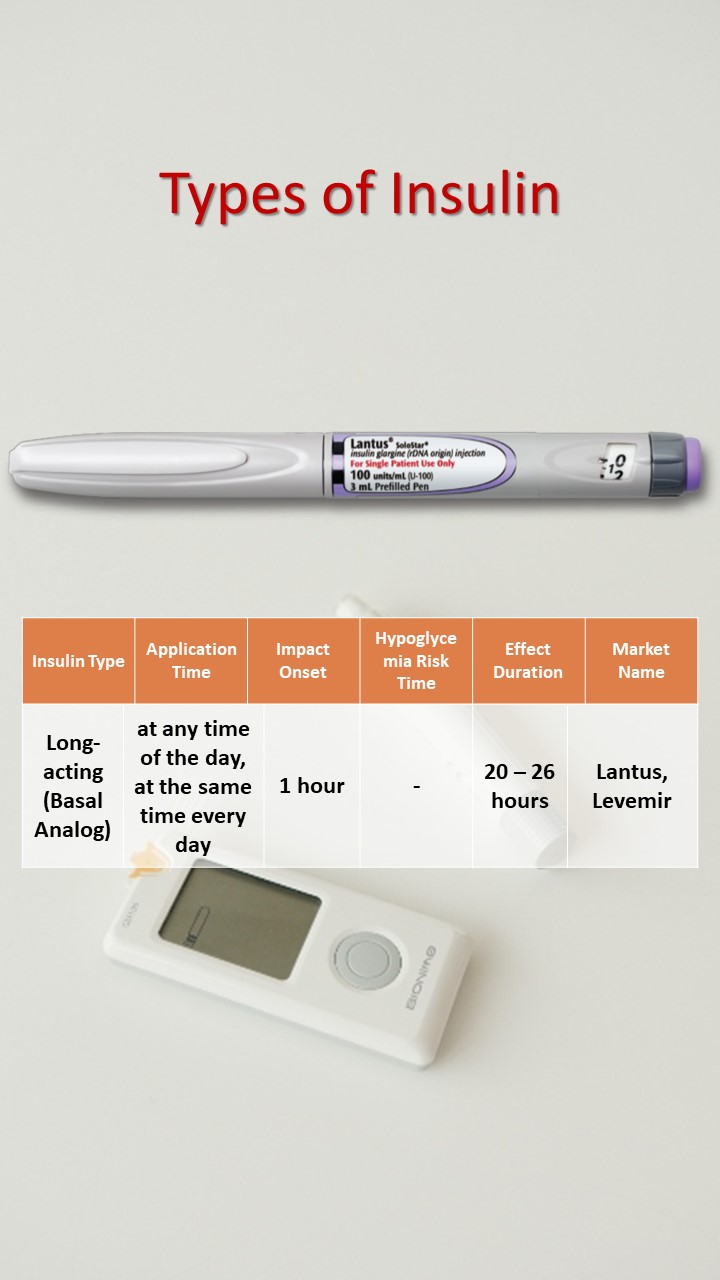 Types of Insulin
Lantus® SoloStar®
insulin glargine (rDNA origin) injection
For Single Patient Use Only
100 units/mL (U-100)
3 mL Prefilled Pen
Insulin Type
Application
Time
Impact
Onset
Hypoglyce
mia Risk
Time
Effect
Duration
Market
Name
Long-
acting
(Basal
Analog)
at any time
of the day,
at the same
time every
day
1 hour
-
20 – 26
hours
Lantus,
Levemir
BIONIME